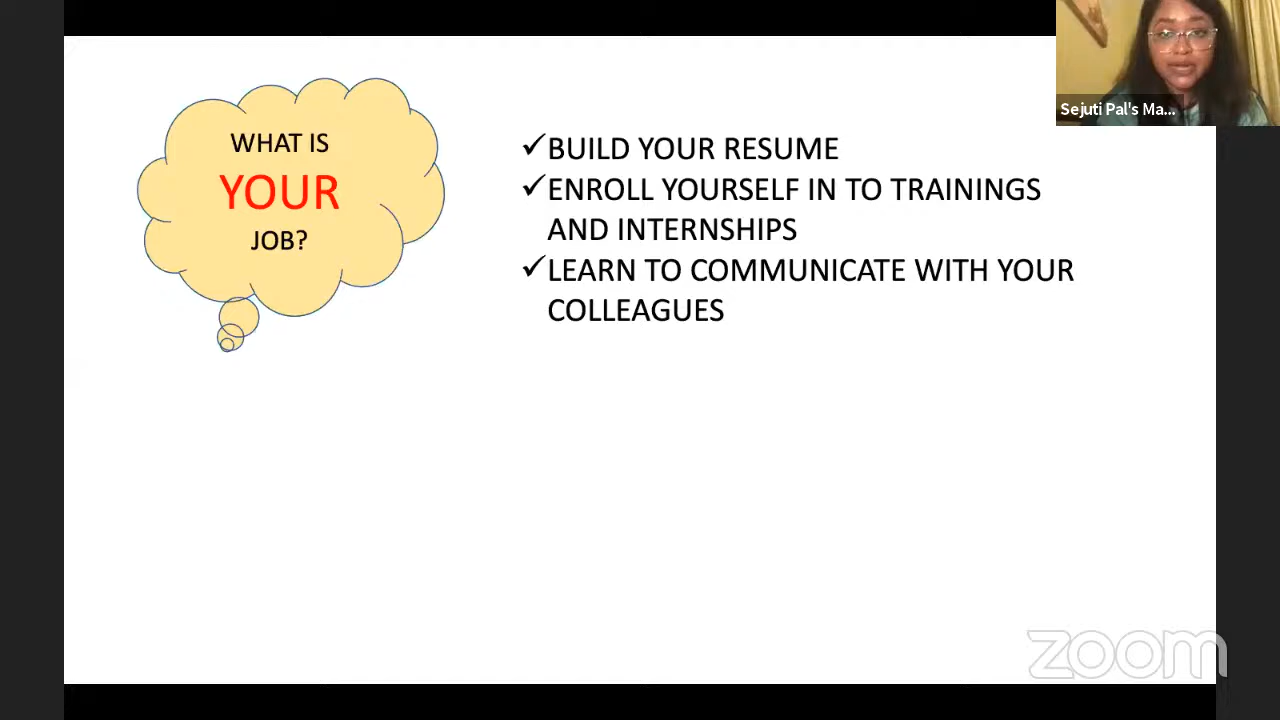 WHAT IS
YOUR
JOB?
✓BUILD YOUR RESUME
✓ENROLL YOURSELF IN TO TRAININGS
AND INTERNSHIPS
✓LEARN TO COMMUNICATE WITH YOUR
COLLEAGUES
Sejuti Pal's Ma...
zoom